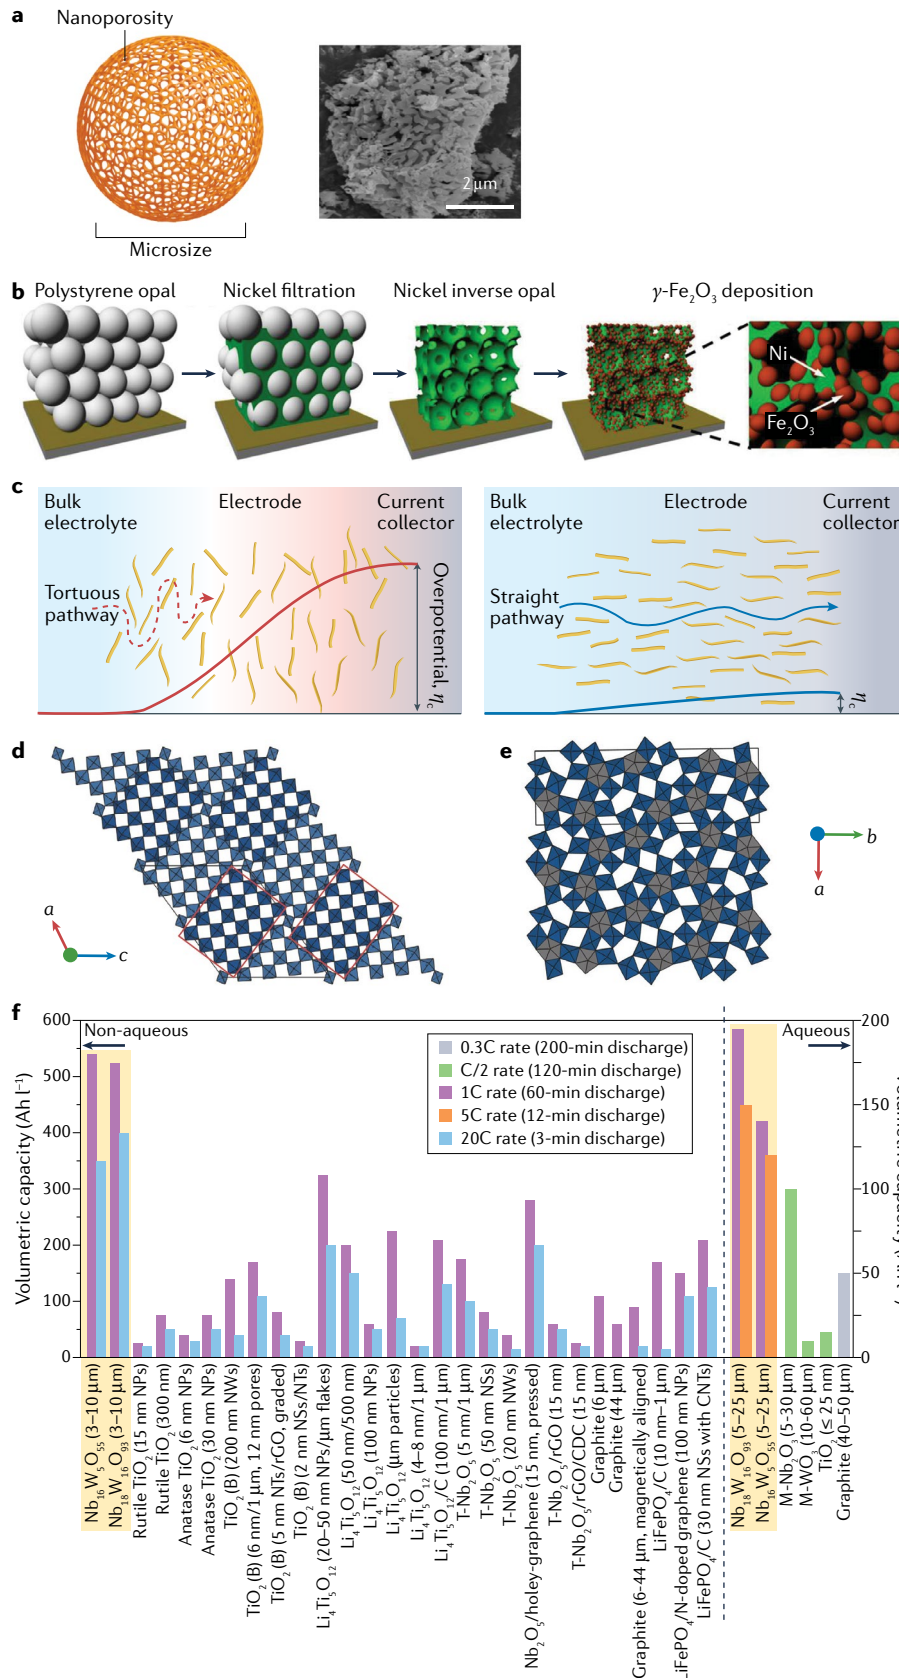 a
Nanoporosity
Microsize
2 μm
b
Polystyrene opal
Nickel filtration
Nickel inverse opal
γ-Fe₂O₃ deposition
Ni
Fe₂O₃
c
Bulk
electrolyte
Electrode
Current
collector
Tortuous
pathway
Overpotential, η꜀
Bulk
electrolyte
Electrode
Current
collector
Straight
pathway
η꜀
d
a
c
e
b
a
f
Non-aqueous
Aqueous
0.3C rate (200-min discharge)
C/2 rate (120-min discharge)
1C rate (60-min discharge)
5C rate (12-min discharge)
20C rate (3-min discharge)
Volumetric capacity (Ah l⁻¹)
600
500
400
300
200
100
0
200
150
100
50
0
Nb₁₆W₅O₅₅ (3–10 μm)
Nb₁₈W₁₆O₉₃ (3–10 μm)
Rutile TiO₂ (15 nm NPs)
Rutile TiO₂ (300 nm)
Anatase TiO₂ (6 nm)
Anatase TiO₂ (30 nm NPs)
TiO₂ (B) (200 nm NWs)
TiO₂ (B) (6 nm/1 μm, 12 nm pores)
TiO₂ (B) (5 nm NTs/rGO, graded)
TiO₂ (B) (2 nm NSs/NTs)
Li₄Ti₅O₁₂ (20–50 nm NPs/μm flakes)
Li₄Ti₅O₁₂ (50 nm/500 nm)
Li₄Ti₅O₁₂ (100 nm NPs)
Li₄Ti₅O₁₂ (μm particles)
Li₄Ti₅O₁₂ (4–8 nm/1 μm)
Li₄Ti₅O₁₂/C (100 nm/1 μm)
T-Nb₂O₅ (5 nm/1 μm)
T-Nb₂O₅ (50 nm NSs)
T-Nb₂O₅ (20 nm NWs)
Nb₂O₅/holey-graphene (15 nm, pressed)
T-Nb₂O₅/rGO (15 nm)
T-Nb₂O₅/rGO/CDC (15 nm)
Graphite (6 μm)
Graphite (44 μm)
Graphite (6-44 μm, magnetically aligned)
LiFePO₄/C (10 nm–1 μm)
LiFePO₄/N-doped graphene (100 nm NPs)
LiFePO₄/C (30 nm NSs with CNTs)
Nb₁₈W₁₆O₉₃ (5–25 μm)
Nb₁₆W₅O₅₅ (5–25 μm)
M-Nb₂O₅ (5-30 μm)
M-WO₃ (10-60 μm)
TiO₂ (≤ 25 nm)
Graphite (40–50 μm)